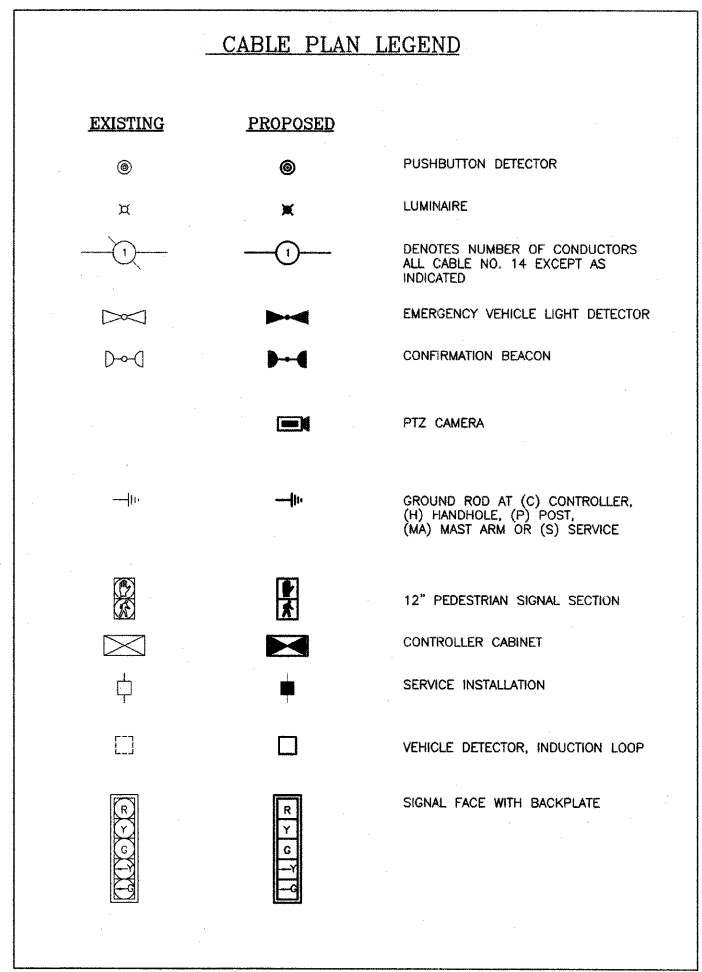 CABLE PLAN LEGEND
EXISTING PROPOSED
PUSHBUTTON DETECTOR
LUMINAIRE
1 1 DENOTES NUMBER OF CONDUCTORS
ALL CABLE NO. 14 EXCEPT AS
INDICATED
EMERGENCY VEHICLE LIGHT DETECTOR
CONFIRMATION BEACON
PTZ CAMERA
GROUND ROD AT (C) CONTROLLER,
(H) HANDHOLE, (P) POST,
(MA) MAST ARM OR (S) SERVICE
12" PEDESTRIAN SIGNAL SECTION
CONTROLLER CABINET
SERVICE INSTALLATION
VEHICLE DETECTOR, INDUCTION LOOP
SIGNAL FACE WITH BACKPLATE
R R
Y Y
G G
Y Y
G G